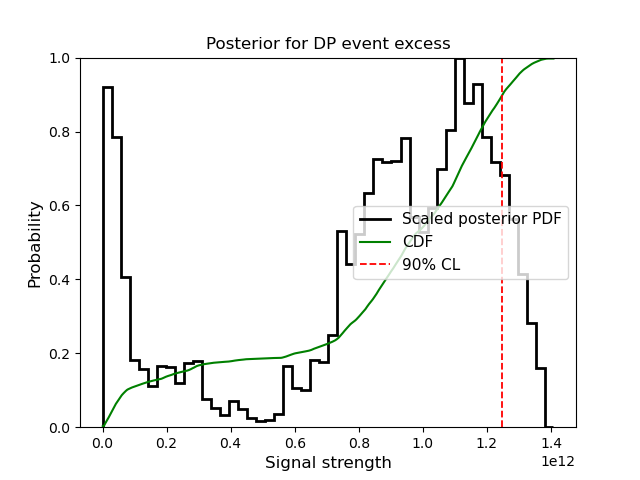 Posterior for DP event excess
1.0
0.8
0.6
0.4
0.2
0.0
Probability
Scaled posterior PDF
CDF
90% CL
0.0 0.2 0.4 0.6 0.8 1.0 1.2 1.4
1e12
Signal strength